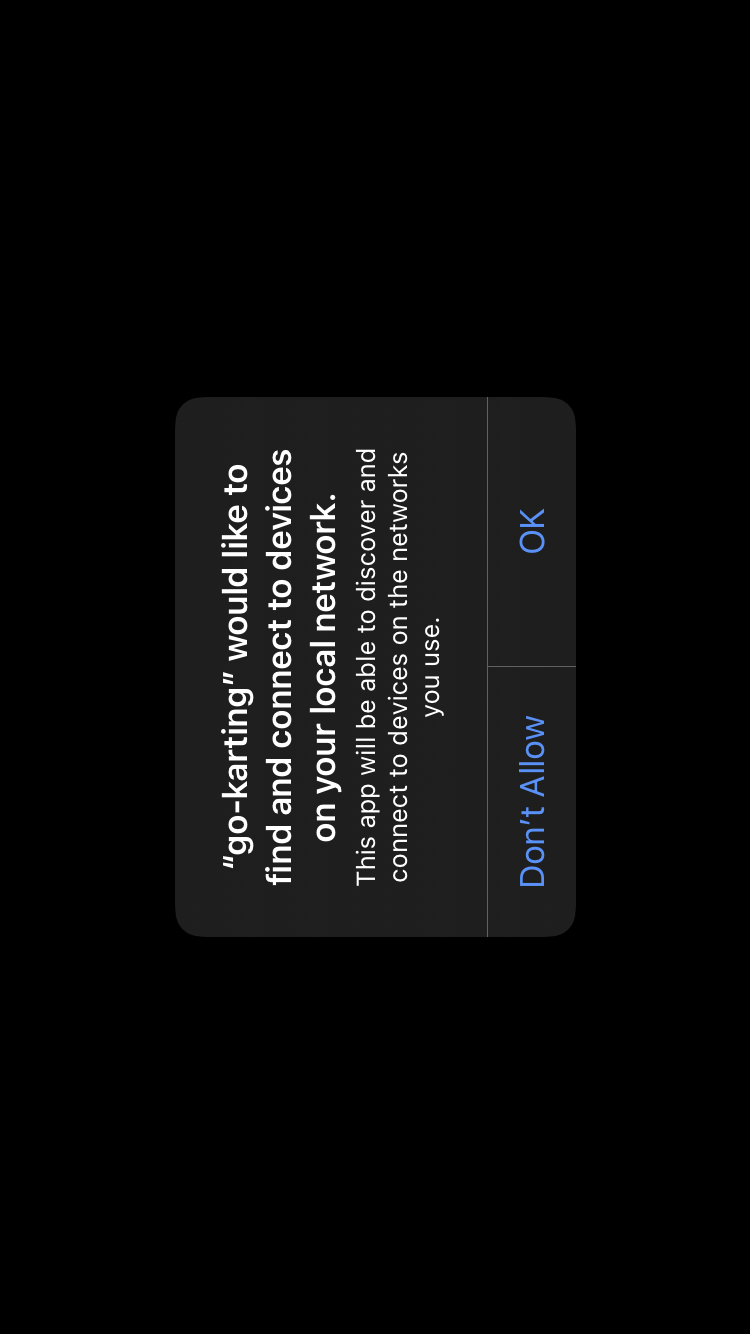 "go-karting" would like to
find and connect to devices
on your local network.
This app will be able to discover and
connect to devices on the networks
you use.
Don't Allow
OK